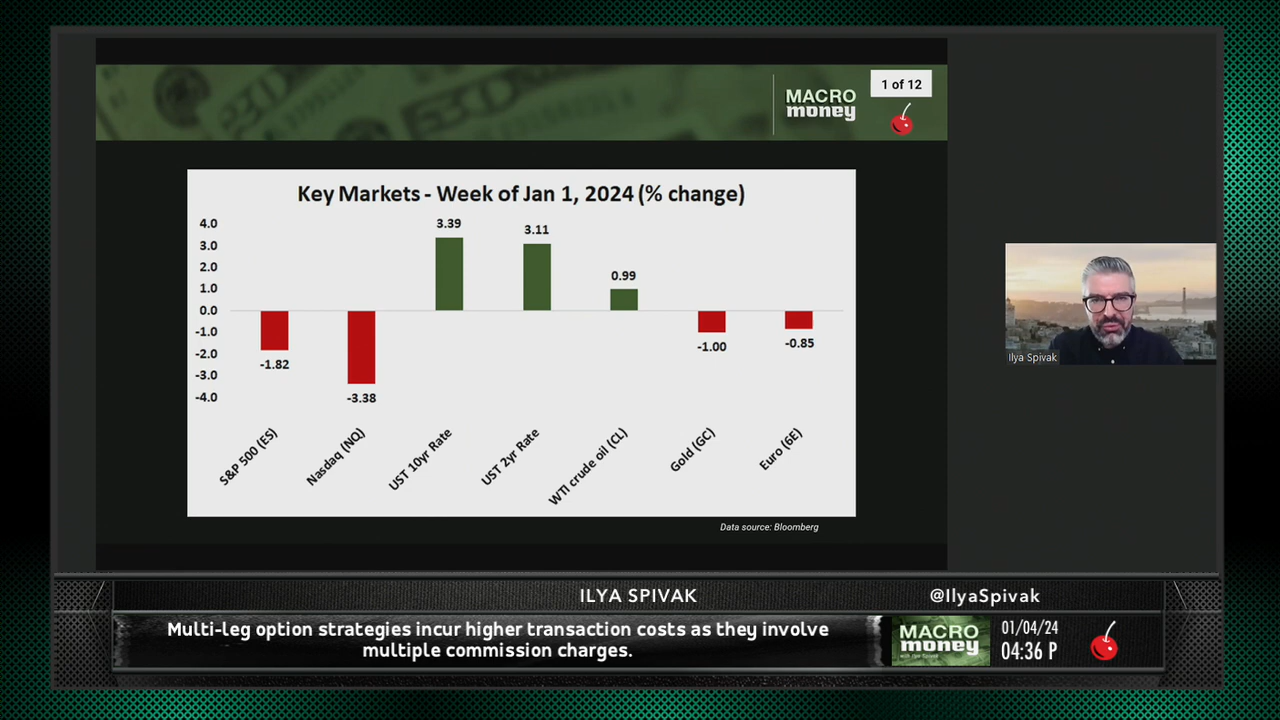 MACRO
money
1 of 12
Key Markets - Week of Jan 1, 2024 (% change)
4.0
3.0
2.0
1.0
0.0
-1.0
-2.0
-3.0
-4.0
-1.82
-3.38
3.39
3.11
0.99
-1.00
-0.85
S&P 500 (ES)
Nasdaq (NQ)
UST 10yr Rate
UST 2yr Rate
WTI crude oil (CL)
Gold (GC)
Euro (6E)
Data source: Bloomberg
Ilya Spivak
ILYA SPIVAK
@IlyaSpivak
Multi-leg option strategies incur higher transaction costs as they involve
multiple commission charges.
MACRO
money
with Ilya Spivak
01/04/24
04:36 P